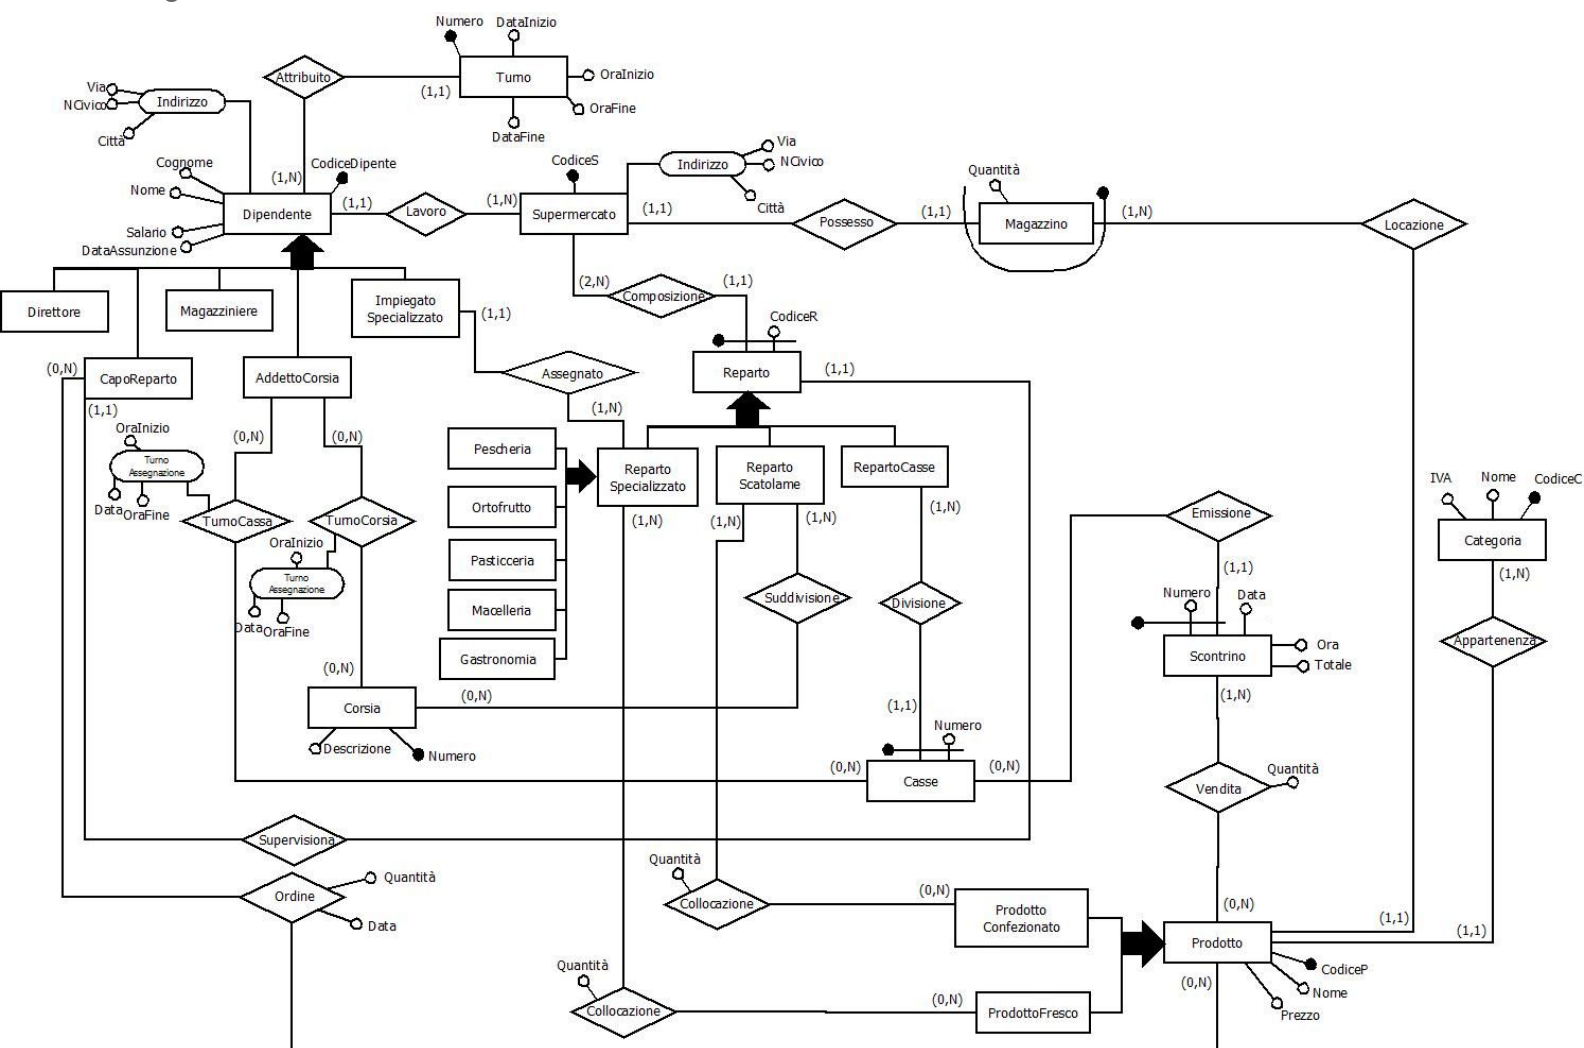 Numero
DataInizio
Attribuito
Turno
OraInizio
(1,1)
OraFine
DataFine
Via
NCivico
Indirizzo
Città
Cognome
CodiceDipente
Nome
(1,N)
(1,1)
Dipendente
Salario
DataAssunzione
Lavoro
(1,N)
CodiceS
Supermercato
Indirizzo
Via
NCivico
Città
(1,1)
Possesso
(1,1)
Quantità
Magazzino
(1,N)
Locazione
(2,N)
Composizione
(1,1)
Direttore
Magazziniere
Impiegato
Specializzato
(1,1)
CodiceR
Reparto
(1,1)
(0,N)
CapoReparto
AddettoCorsia
Assegnato
(1,N)
(1,1)
OraInizio
Turno
Assegnazione
Data
OraFine
(0,N)
(0,N)
TurnoCassa
TurnoCorsia
OraInizio
Turno
Assegnazione
Data
OraFine
Pescheria
Ortofrutto
Pasticceria
Macelleria
Gastronomia
Reparto
Specializzato
Reparto
Scatolame
RepartoCasse
(1,N)
(1,N)
(1,N)
(1,N)
Suddivisione
Divisione
Emissione
(1,1)
IVA
Nome
CodiceC
Categoria
(1,N)
Numero
Data
Scontrino
Ora
Totale
(1,N)
Appartenenza
(0,N)
Corsia
(0,N)
Descrizione
Numero
(1,1)
Numero
(0,N)
Casse
(0,N)
Vendita
Quantità
Supervisiona
Ordine
Quantità
Data
Quantità
Collocazione
(0,N)
Prodotto
Confezionato
(0,N)
Prodotto
(1,1)
(1,1)
CodiceP
Nome
Prezzo
(0,N)
Quantità
Collocazione
(0,N)
ProdottoFresco